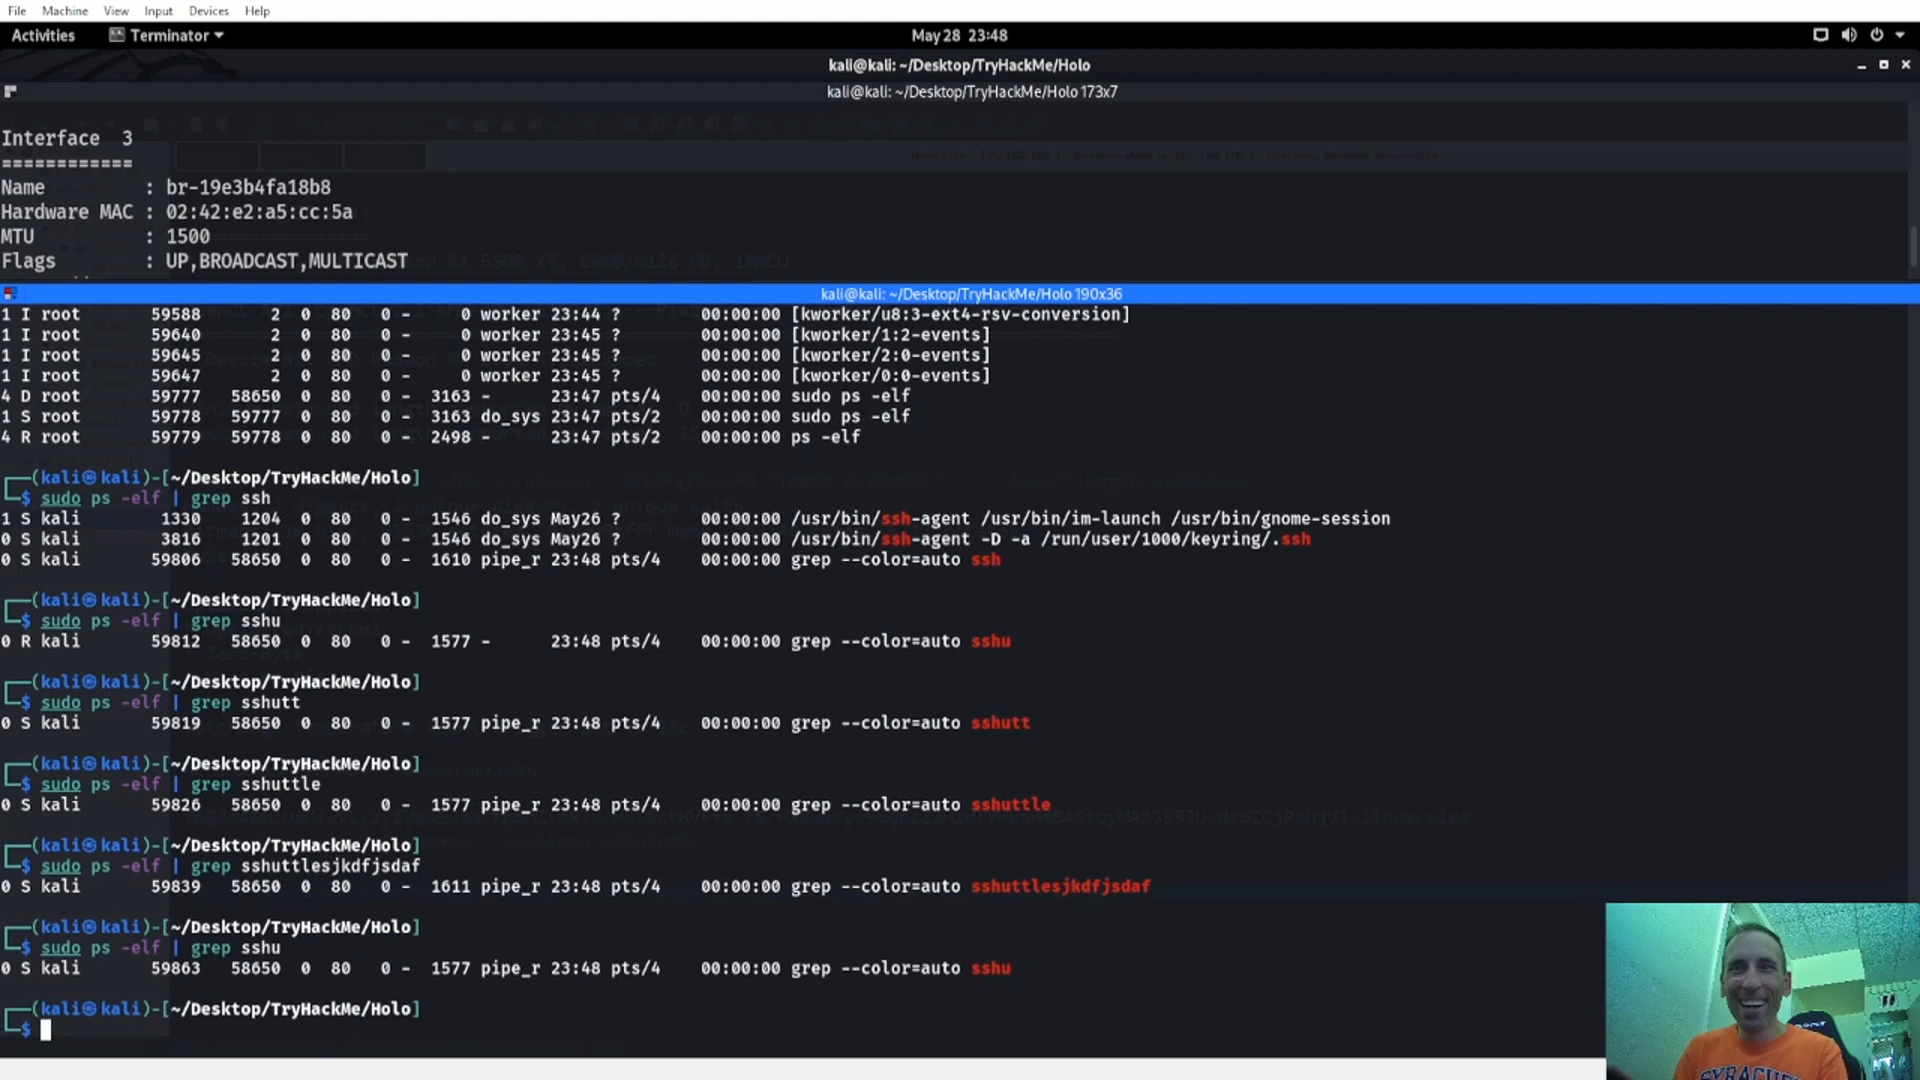 File Machine View Input Devices Help
Activities Terminator May 28 23:48
kali@kali: ~/Desktop/TryHackMe/Holo
kali@kali: ~/Desktop/TryHackMe/Holo 173x7
Interface  3
============
Name         : br-19e3b4fa18b8
Hardware MAC : 02:42:e2:a5:cc:5a
MTU          : 1500
Flags        : UP,BROADCAST,MULTICAST
kali@kali: ~/Desktop/TryHackMe/Holo 190x36
1 I root 59588 2 0 80 0 - 0 worker 23:44 ? 00:00:00 [kworker/u8:3-ext4-rsv-conversion]
1 I root 59640 2 0 80 0 - 0 worker 23:45 ? 00:00:00 [kworker/1:2-events]
1 I root 59645 2 0 80 0 - 0 worker 23:45 ? 00:00:00 [kworker/2:0-events]
1 I root 59647 2 0 80 0 - 0 worker 23:45 ? 00:00:00 [kworker/0:0-events]
4 D root 59777 58650 0 80 0 - 3163 - 23:47 pts/4 00:00:00 sudo ps -elf
1 S root 59778 59777 0 80 0 - 3163 do_sys 23:47 pts/2 00:00:00 sudo ps -elf
4 R root 59779 59778 0 80 0 - 2498 - 23:47 pts/2 00:00:00 ps -elf
┌──(kali㉿kali)-[~/Desktop/TryHackMe/Holo]
└─$ sudo ps -elf | grep ssh
1 S kali 1330 1204 0 80 0 - 1546 do_sys May26 ? 00:00:00 /usr/bin/ssh-agent /usr/bin/im-launch /usr/bin/gnome-session
0 S kali 3816 1201 0 80 0 - 1546 do_sys May26 ? 00:00:00 /usr/bin/ssh-agent -D -a /run/user/1000/keyring/.ssh
0 S kali 59806 58650 0 80 0 - 1610 pipe_r 23:48 pts/4 00:00:00 grep --color=auto ssh
┌──(kali㉿kali)-[~/Desktop/TryHackMe/Holo]
└─$ sudo ps -elf | grep sshu
0 R kali 59812 58650 0 80 0 - 1577 - 23:48 pts/4 00:00:00 grep --color=auto sshu
┌──(kali㉿kali)-[~/Desktop/TryHackMe/Holo]
└─$ sudo ps -elf | grep sshutt
0 S kali 59819 58650 0 80 0 - 1577 pipe_r 23:48 pts/4 00:00:00 grep --color=auto sshutt
┌──(kali㉿kali)-[~/Desktop/TryHackMe/Holo]
└─$ sudo ps -elf | grep sshuttle
0 S kali 59826 58650 0 80 0 - 1577 pipe_r 23:48 pts/4 00:00:00 grep --color=auto sshuttle
┌──(kali㉿kali)-[~/Desktop/TryHackMe/Holo]
└─$ sudo ps -elf | grep sshuttlesjkdfjsdaf
0 S kali 59839 58650 0 80 0 - 1611 pipe_r 23:48 pts/4 00:00:00 grep --color=auto sshuttlesjkdfjsdaf
┌──(kali㉿kali)-[~/Desktop/TryHackMe/Holo]
└─$ sudo ps -elf | grep sshu
0 S kali 59863 58650 0 80 0 - 1577 pipe_r 23:48 pts/4 00:00:00 grep --color=auto sshu
┌──(kali㉿kali)-[~/Desktop/TryHackMe/Holo]
└─$
SYRACUSE